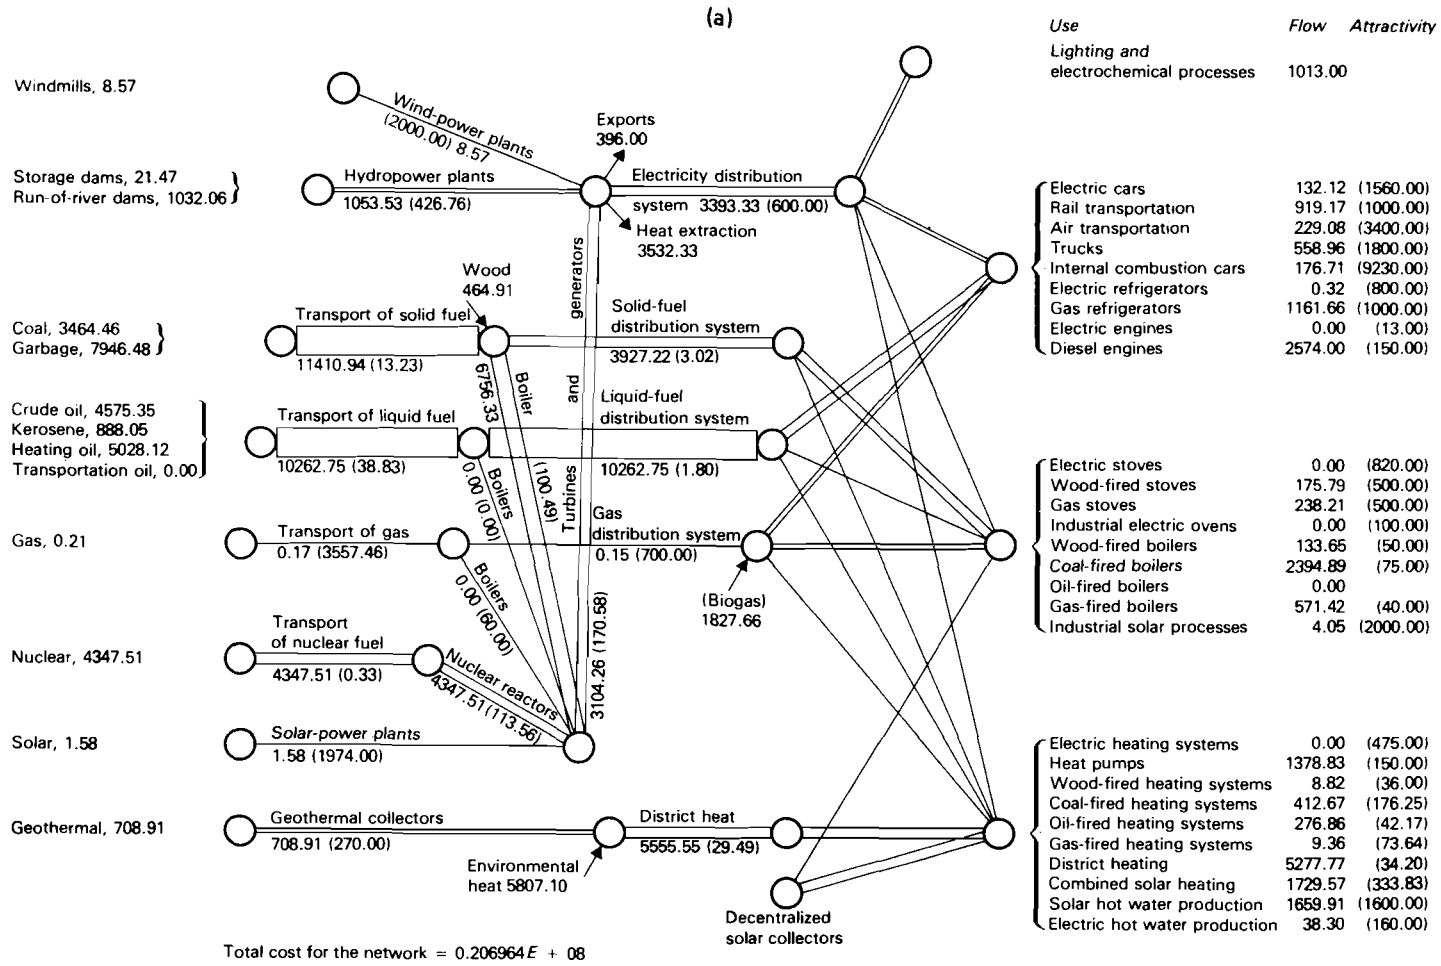 (a)
Use Flow Attractivity
Lighting and
electrochemical processes 1013.00
Windmills, 8.57
Wind-power plants
(2000.00) 8.57
Exports
396.00
Storage dams, 21.47
Run-of-river dams, 1032.06
Hydropower plants
1053.53 (426.76)
Electricity distribution
system 3393.33 (600.00)
Heat extraction
3532.33
Electric cars 132.12 (1560.00)
Rail transportation 919.17 (1000.00)
Air transportation 229.08 (3400.00)
Trucks 558.96 (1800.00)
Internal combustion cars 176.71 (9230.00)
Electric refrigerators 0.32 (800.00)
Gas refrigerators 1161.66 (1000.00)
Electric engines 0.00 (13.00)
Diesel engines 2574.00 (150.00)
Wood
464.91
Coal, 3464.46
Garbage, 7946.48
Transport of solid fuel
11410.94 (13.23)
Solid-fuel
distribution system
3927.22 (3.02)
6756.33
Boiler
(100.49)
Turbines and generators
3104.26 (170.58)
Crude oil, 4575.35
Kerosene, 888.05
Heating oil, 5028.12
Transportation oil, 0.00
Transport of liquid fuel
10262.75 (38.83)
Liquid-fuel
distribution system
10262.75 (1.80)
Boilers
0.00 (0.00)
Gas, 0.21
Transport of gas
0.17 (3557.46)
Gas
distribution system
0.15 (700.00)
Boilers
0.00 (60.00)
(Biogas)
1827.66
Electric stoves 0.00 (820.00)
Wood-fired stoves 175.79 (500.00)
Gas stoves 238.21 (500.00)
Industrial electric ovens 0.00 (100.00)
Wood-fired boilers 133.65 (50.00)
Coal-fired boilers 2394.89 (75.00)
Oil-fired boilers 0.00
Gas-fired boilers 571.42 (40.00)
Industrial solar processes 4.05 (2000.00)
Nuclear, 4347.51
Transport
of nuclear fuel
4347.51 (0.33)
Nuclear reactors
4347.51(113.56)
Solar, 1.58
Solar-power plants
1.58 (1974.00)
Geothermal, 708.91
Geothermal collectors
708.91 (270.00)
District heat
5555.55 (29.49)
Environmental
heat 5807.10
Decentralized
solar collectors
Electric heating systems 0.00 (475.00)
Heat pumps 1378.83 (150.00)
Wood-fired heating systems 8.82 (36.00)
Coal-fired heating systems 412.67 (176.25)
Oil-fired heating systems 276.86 (42.17)
Gas-fired heating systems 9.36 (73.64)
District heating 5277.77 (34.20)
Combined solar heating 1729.57 (333.83)
Solar hot water production 1659.91 (1600.00)
Electric hot water production 38.30 (160.00)
Total cost for the network = 0.206964E + 08